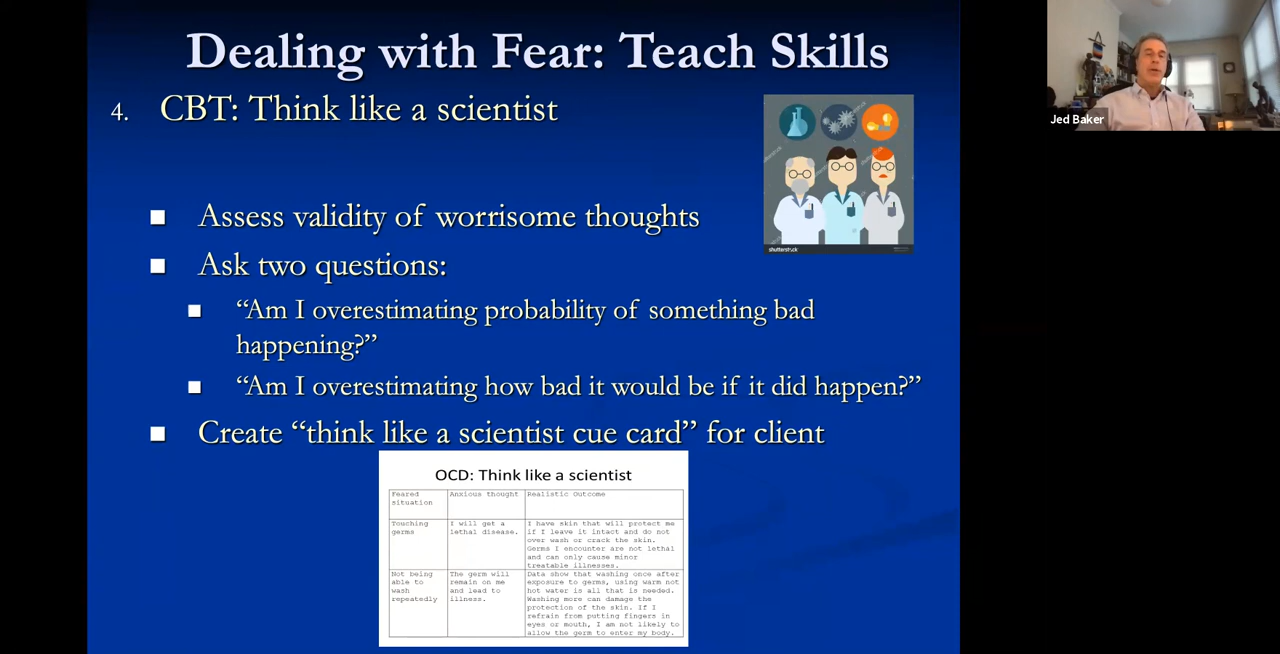 Dealing with Fear: Teach Skills
4. CBT: Think like a scientist
Assess validity of worrisome thoughts
Ask two questions:
“Am I overestimating probability of something bad
happening?”
“Am I overestimating how bad it would be if it did happen?”
Create “think like a scientist cue card” for client
OCD: Think like a scientist
Feared
situation
Anxious thought
Realistic Outcome
Touching
germs
I will get a
lethal disease.
I have skin that will protect me
if I leave it intact and do not
over wash or crack the skin.
Germs I encounter are not lethal
and can only cause minor
treatable illnesses.
Not being
able to
wash
repeatedly
The germ will
remain on me
and lead to
illness.
Data show that washing once after
exposure to germs, using warm not
hot water is all that is needed.
Washing more can damage the
protection of the skin. If I
refrain from putting fingers in
eyes or mouth, I am not likely to
allow the germ to enter my body.
shutterstock
Jed Baker